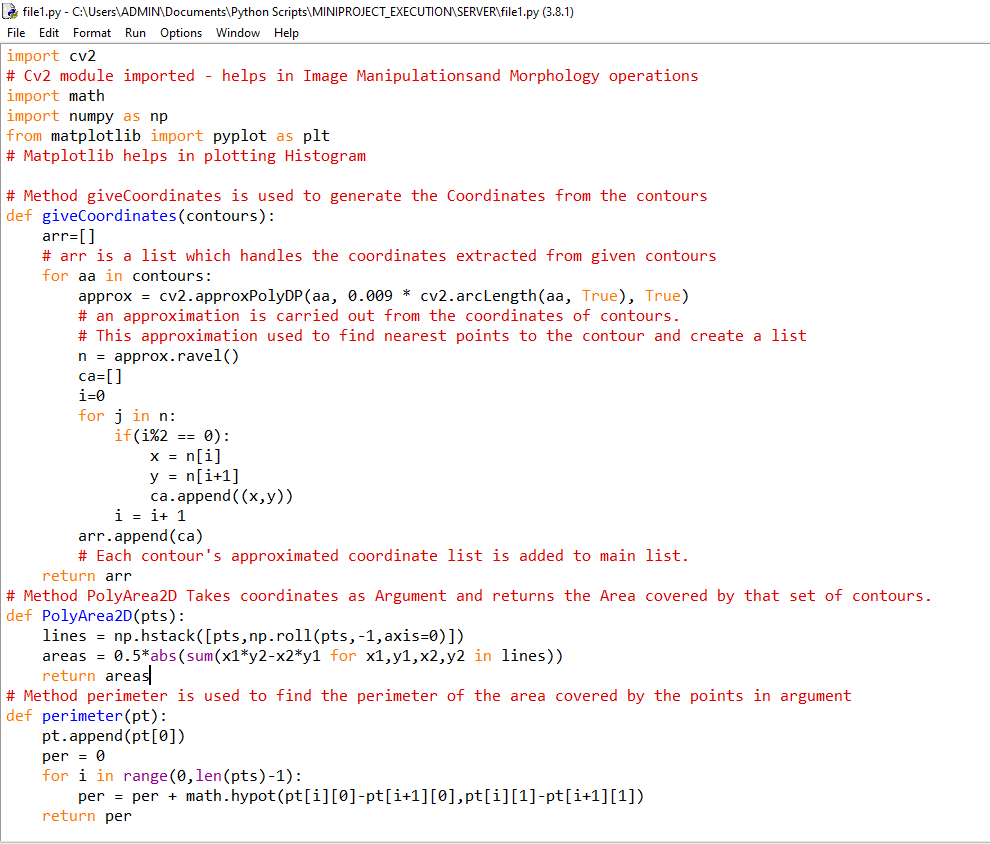 file1.py - C:\Users\ADMIN\Documents\Python Scripts\MINIPROJECT_EXECUTION\SERVER\file1.py (3.8.1)
File Edit Format Run Options Window Help
import cv2
# Cv2 module imported - helps in Image Manipulationsand Morphology operations
import math
import numpy as np
from matplotlib import pyplot as plt
# Matplotlib helps in plotting Histogram

# Method giveCoordinates is used to generate the Coordinates from the contours
def giveCoordinates(contours):
    arr=[]
    # arr is a list which handles the coordinates extracted from given contours
    for aa in contours:
        approx = cv2.approxPolyDP(aa, 0.009 * cv2.arcLength(aa, True), True)
        # an approximation is carried out from the coordinates of contours.
        # This approximation used to find nearest points to the contour and create a list
        n = approx.ravel()
        ca=[]
        i=0
        for j in n:
            if(i%2 == 0):
                x = n[i]
                y = n[i+1]
                ca.append((x,y))
            i = i+ 1
        arr.append(ca)
        # Each contour's approximated coordinate list is added to main list.
    return arr
# Method PolyArea2D Takes coordinates as Argument and returns the Area covered by that set of contours.
def PolyArea2D(pts):
    lines = np.hstack([pts,np.roll(pts,-1,axis=0)])
    areas = 0.5*abs(sum(x1*y2-x2*y1 for x1,y1,x2,y2 in lines))
    return areas
# Method perimeter is used to find the perimeter of the area covered by the points in argument
def perimeter(pt):
    pt.append(pt[0])
    per = 0
    for i in range(0,len(pts)-1):
        per = per + math.hypot(pt[i][0]-pt[i+1][0],pt[i][1]-pt[i+1][1])
    return per